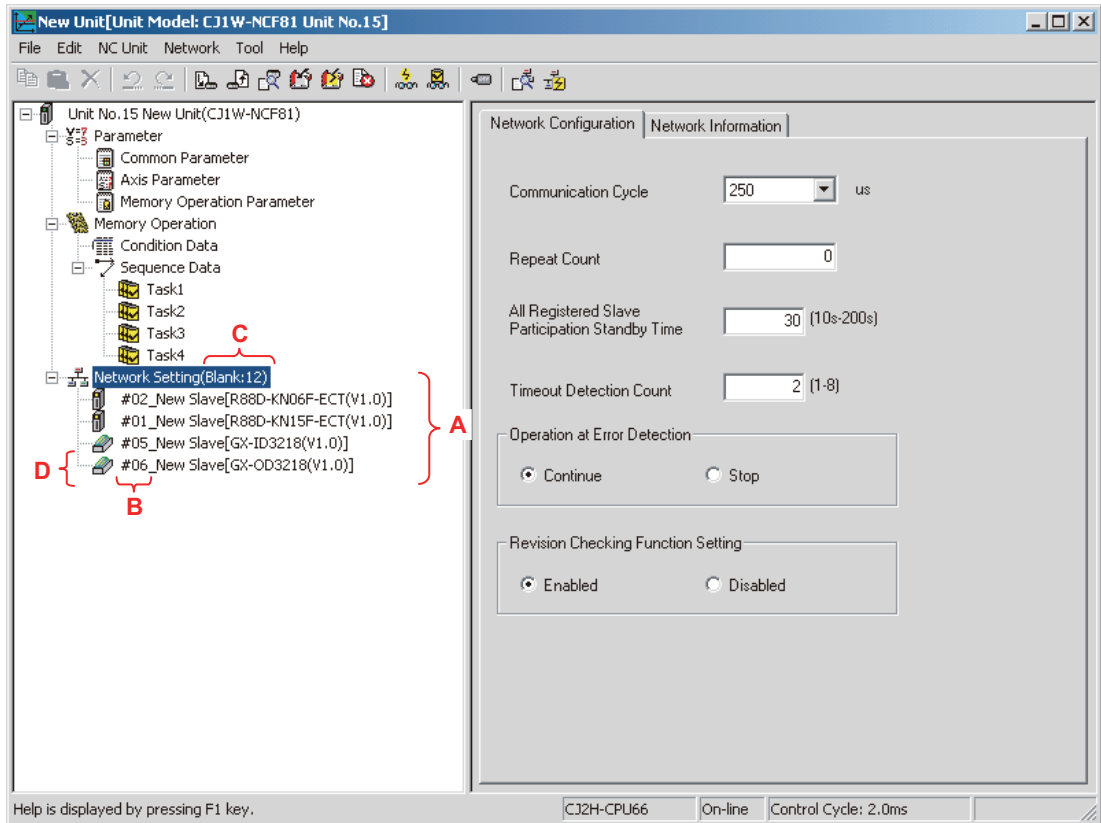 New Unit[Unit Model: CJ1W-NCF81 Unit No.15]
File Edit NC Unit Network Tool Help
Unit No.15 New Unit(CJ1W-NCF81)
Parameter
Common Parameter
Axis Parameter
Memory Operation Parameter
Memory Operation
Condition Data
Sequence Data
Task1
Task2
Task3
Task4
C
Network Setting(Blank:12)
#02_New Slave[R88D-KN06F-ECT(V1.0)]
#01_New Slave[R88D-KN15F-ECT(V1.0)]
A
#05_New Slave[GX-ID3218(V1.0)]
D
#06_New Slave[GX-OD3218(V1.0)]
B
Network Configuration
Network Information
Communication Cycle 250 us
Repeat Count 0
All Registered Slave
Participation Standby Time 30 (10s-200s)
Timeout Detection Count 2 (1-8)
Operation at Error Detection
Continue Stop
Revision Checking Function Setting
Enabled Disabled
Help is displayed by pressing F1 key. CJ2H-CPU66 On-line Control Cycle: 2.0ms